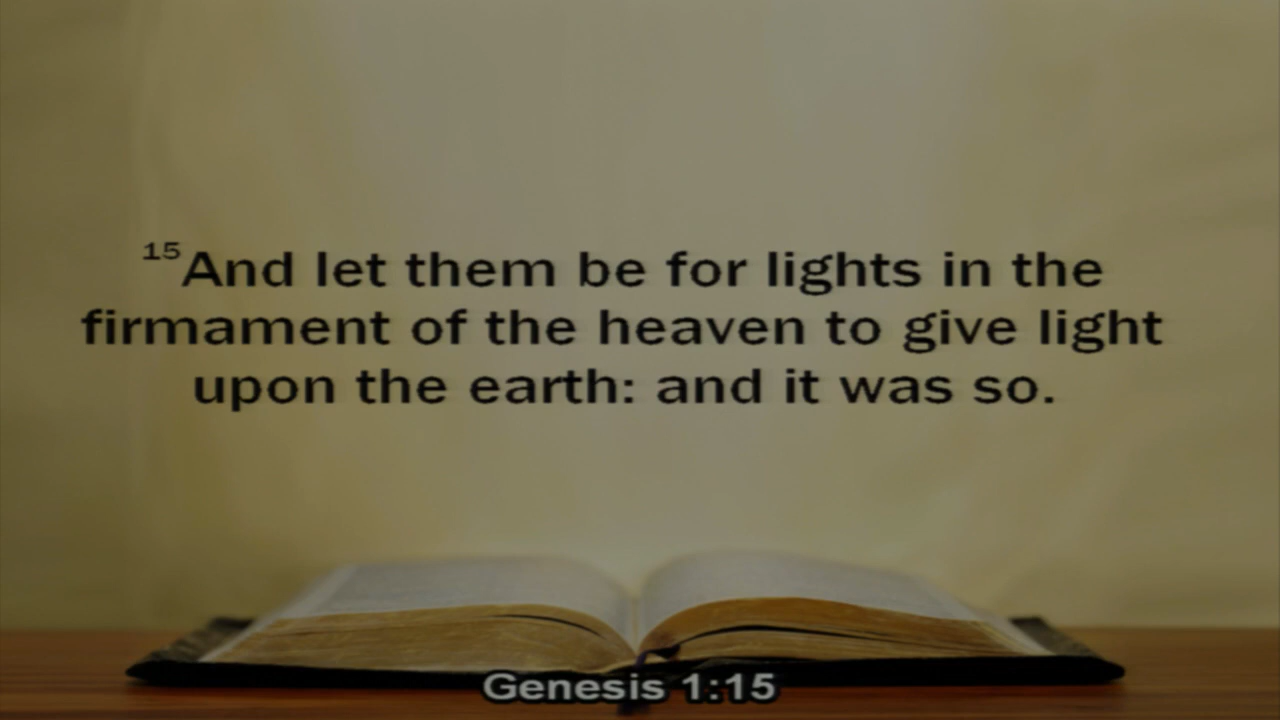 15And let them be for lights in the
firmament of the heaven to give light
upon the earth: and it was so.
Genesis 1:15